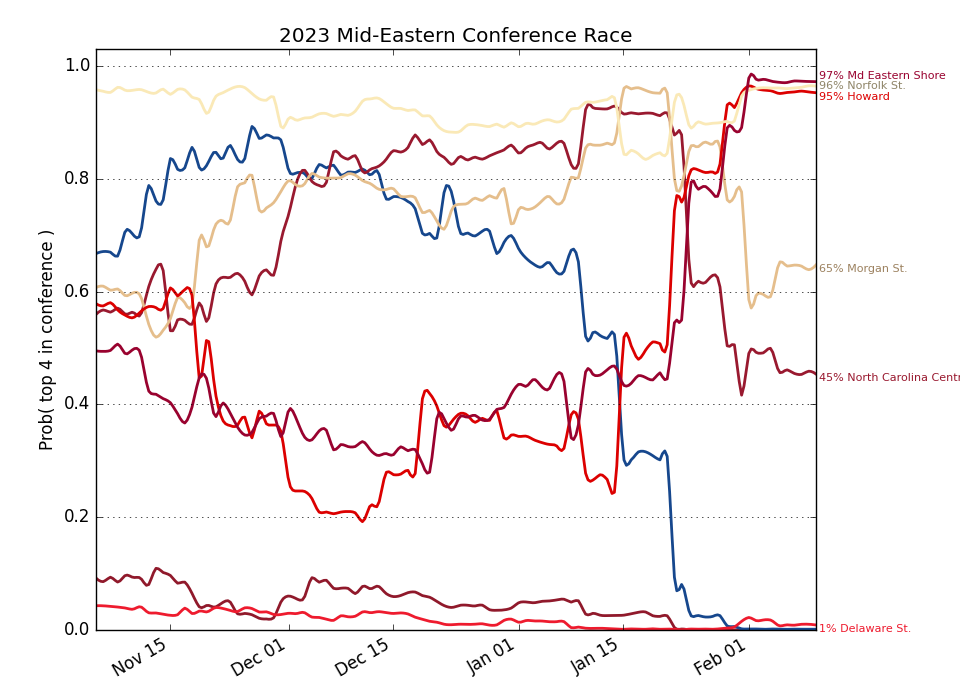 2023 Mid-Eastern Conference Race
Prob( top 4 in conference )
1.0
0.8
0.6
0.4
0.2
0.0
Nov 15
Dec 01
Dec 15
Jan 01
Jan 15
Feb 01
97% Md Eastern Shore
96% Norfolk St.
95% Howard
65% Morgan St.
45% North Carolina Centr
1% Delaware St.